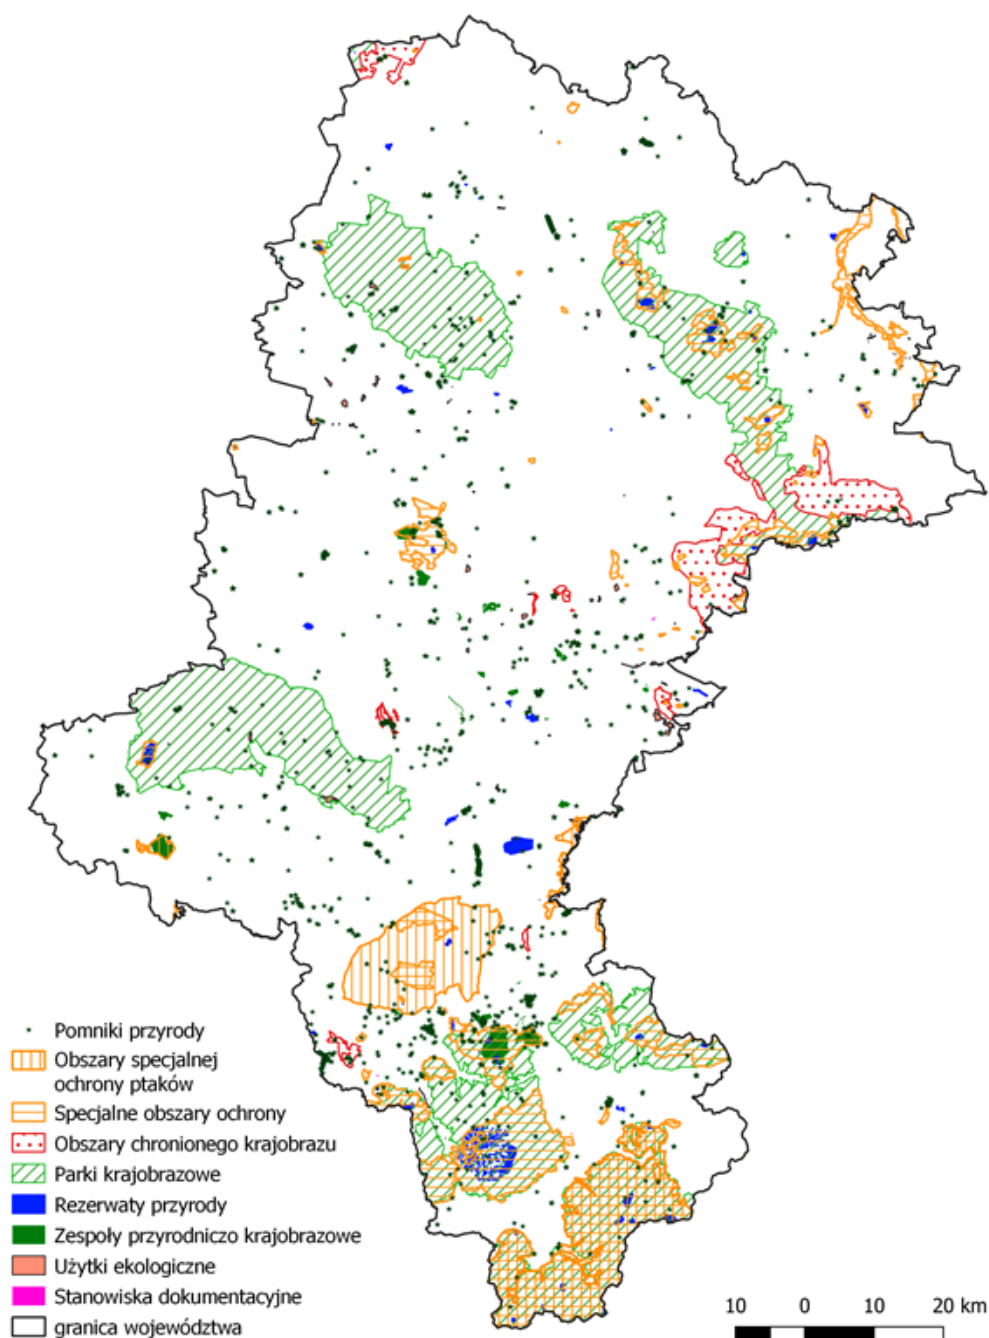 Pomniki przyrody
Obszary specjalnej
ochrony ptaków
Specjalne obszary ochrony
Obszary chronionego krajobrazu
Parki krajobrazowe
Rezerwaty przyrody
Zespoły przyrodniczo krajobrazowe
Użytki ekologiczne
Stanowiska dokumentacyjne
granica województwa
10 0 10 20 km